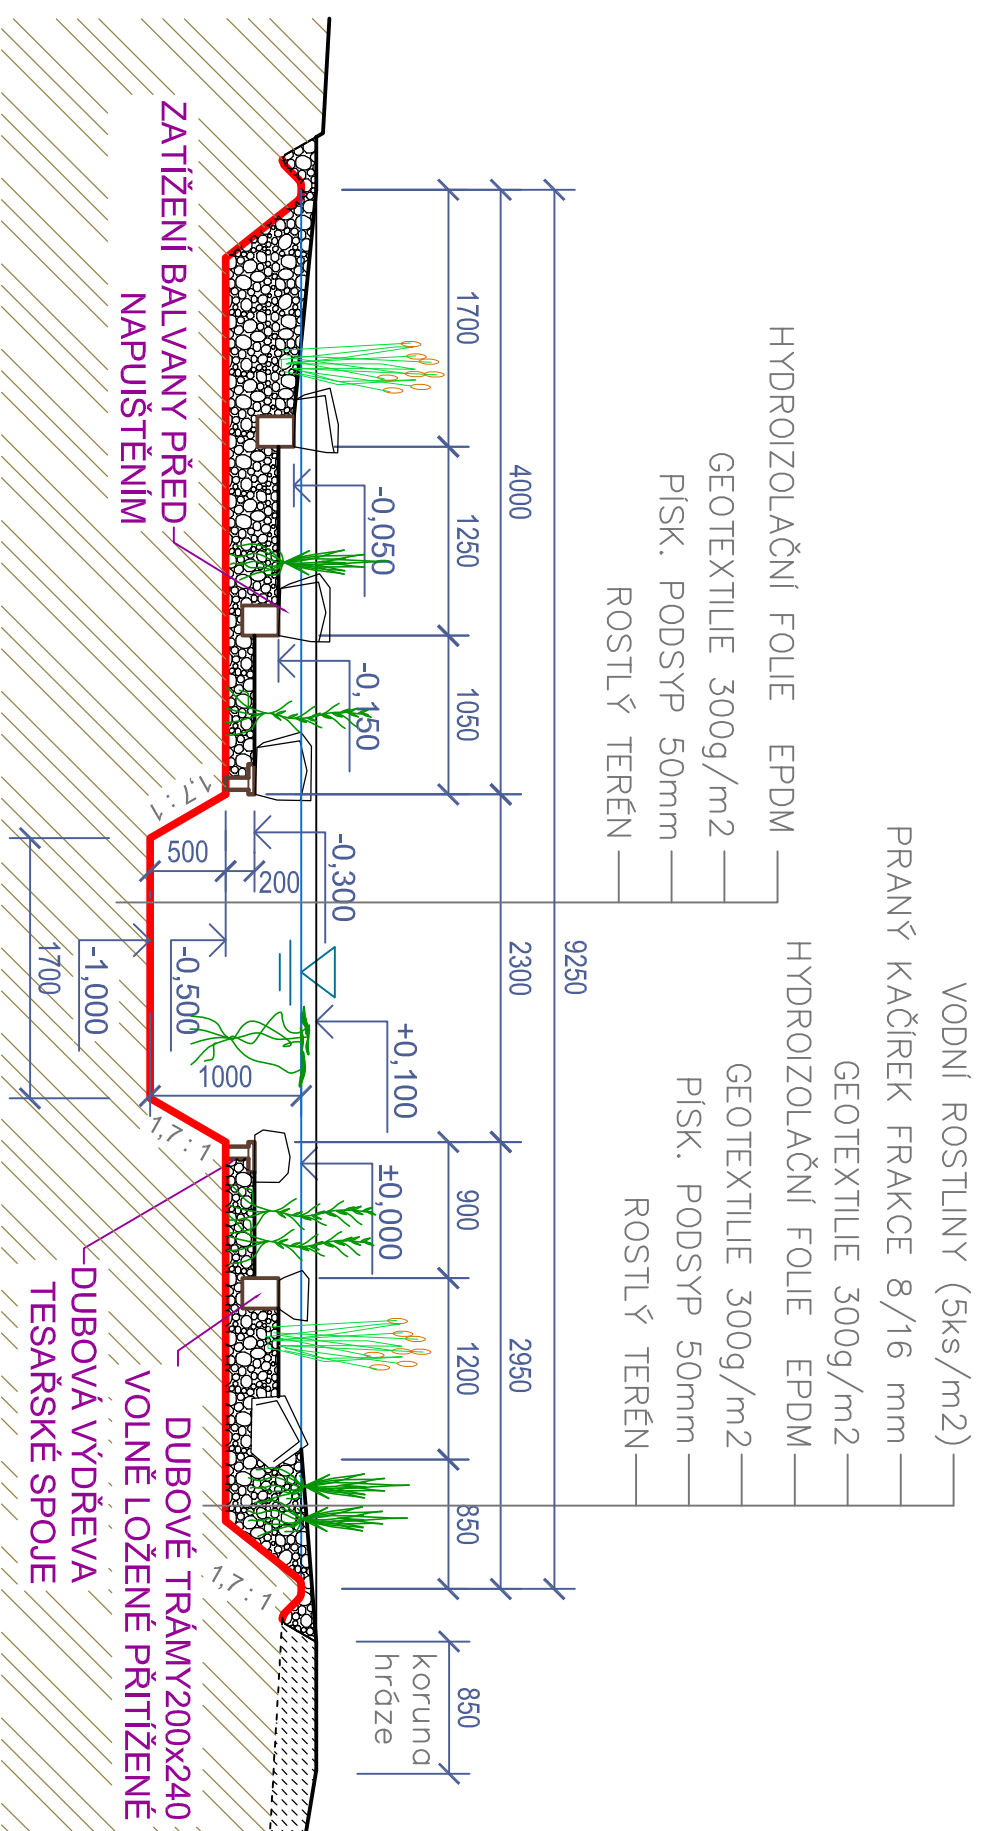 VODNÍ ROSTLINY (5ks/m2)
PRANÝ KAČÍREK FRAKCE 8/16 mm
GEOTEXTILIE 300g/m2
HYDROIZOLAČNÍ FOLIE EPDM
GEOTEXTILIE 300g/m2
PÍSK. PODSYP 50mm
ROSTLÝ TERÉN
HYDROIZOLAČNÍ FOLIE EPDM
GEOTEXTILIE 300g/m2
PÍSK. PODSYP 50mm
ROSTLÝ TERÉN
9250
4000
2300
2950
1700
1250
1050
900
1200
850
850
koruna
hráze
-0,050
-0,150
-0,300
+0,100
±0,000
200
500
1000
-0,500
-1,000
1700
1,7:1
1,7:1
1,7:1
ZATÍŽENÍ BALVANY PŘED
NAPUIŠTĚNÍM
DUBOVÉ TRÁMY200x240
VOLNĚ LOŽENÉ PŘITÍŽENÉ
DUBOVÁ VÝDŘEVA
TESAŘSKÉ SPOJE